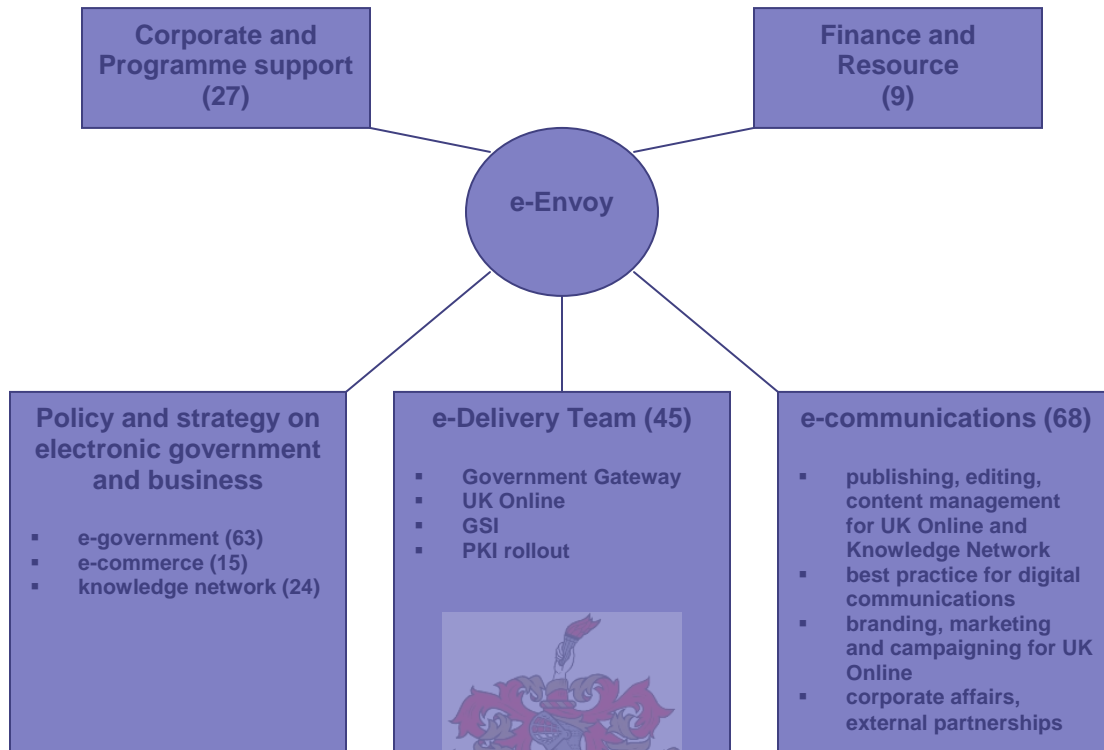 Corporate and
Programme support
(27)
Finance and
Resource
(9)
e-Envoy
Policy and strategy on
electronic government
and business
▪ e-government (63)
▪ e-commerce (15)
▪ knowledge network (24)
e-Delivery Team (45)
▪ Government Gateway
▪ UK Online
▪ GSI
▪ PKI rollout
e-communications (68)
▪ publishing, editing,
content management
for UK Online and
Knowledge Network
▪ best practice for digital
communications
▪ branding, marketing
and campaigning for UK
Online
▪ corporate affairs,
external partnerships